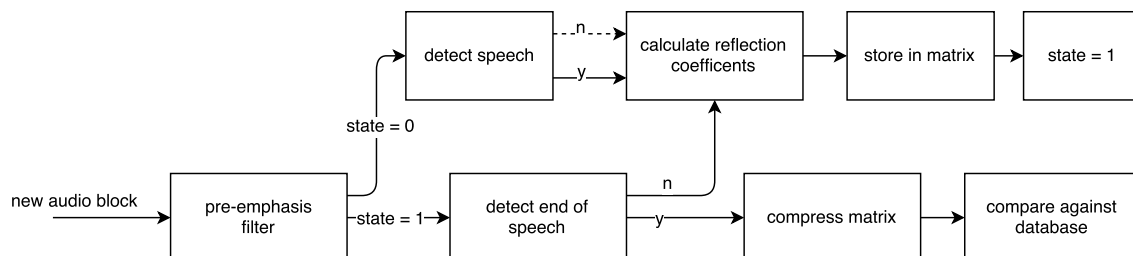 detect speech
n
y
calculate reflection
coefficents
store in matrix
state = 1
state = 0
new audio block
pre-emphasis
filter
state = 1
detect end of
speech
n
y
compress matrix
compare against
database